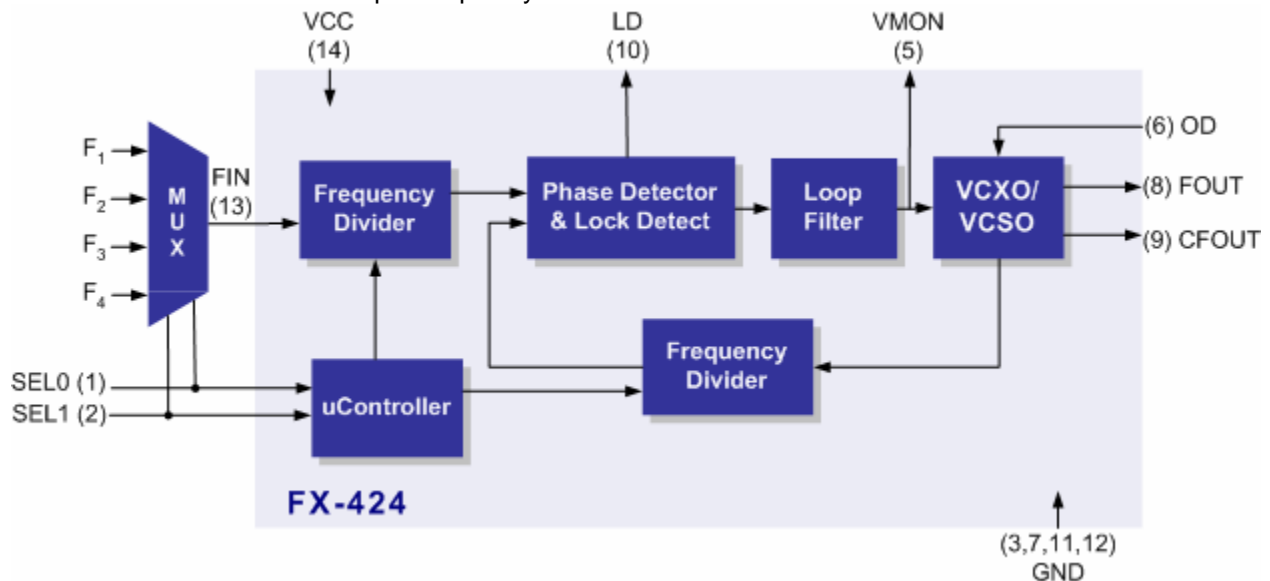 VCC
(14)
LD
(10)
VMON
(5)
F1
F2
F3
F4
M
U
X
FIN
(13)
Frequency
Divider
Phase Detector
& Lock Detect
Loop
Filter
VCXO/
VCSO
(6) OD
(8) FOUT
(9) CFOUT
Frequency
Divider
SEL0 (1)
SEL1 (2)
uController
FX-424
(3,7,11,12)
GND